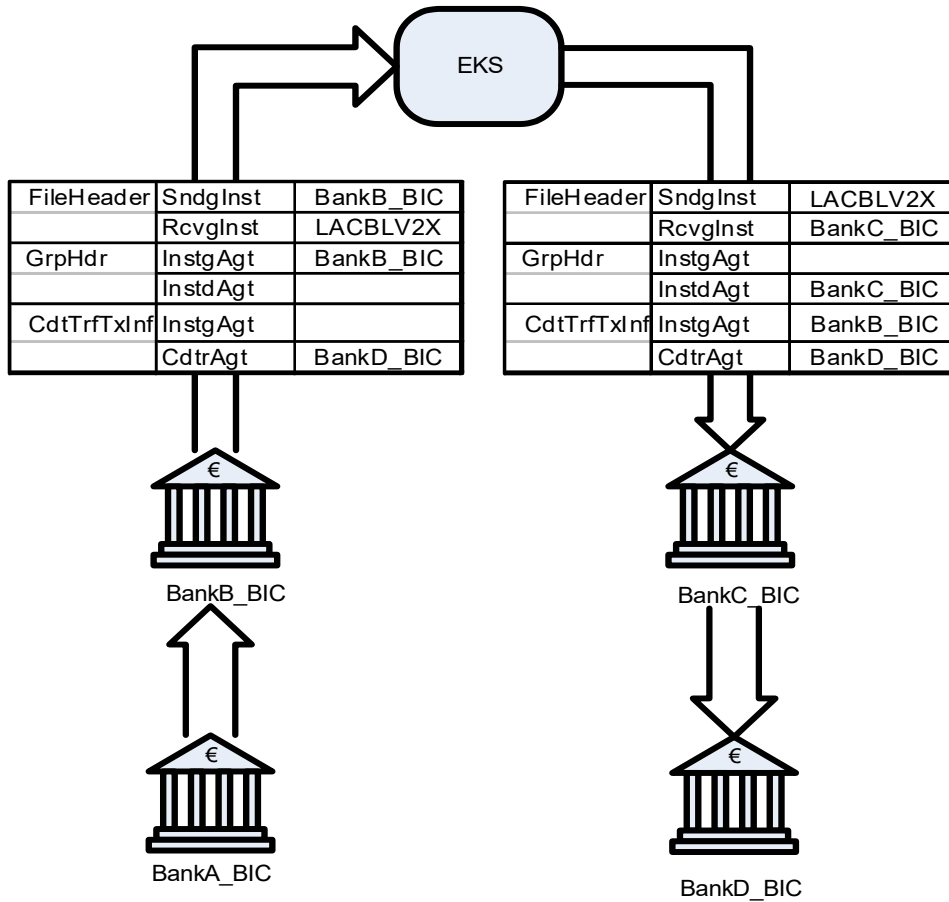 EKS
FileHeader SndgInst BankB_BIC
RcvgInst LACBLV2X
GrpHdr InstgAgt BankB_BIC
InstdAgt
CdtTrfTxInf InstgAgt
CdtrAgt BankD_BIC
FileHeader SndgInst LACBLV2X
RcvgInst BankC_BIC
GrpHdr InstgAgt
InstdAgt BankC_BIC
CdtTrfTxInf InstgAgt BankB_BIC
CdtrAgt BankD_BIC
€
BankB_BIC
€
BankC_BIC
€
BankA_BIC
€
BankD_BIC